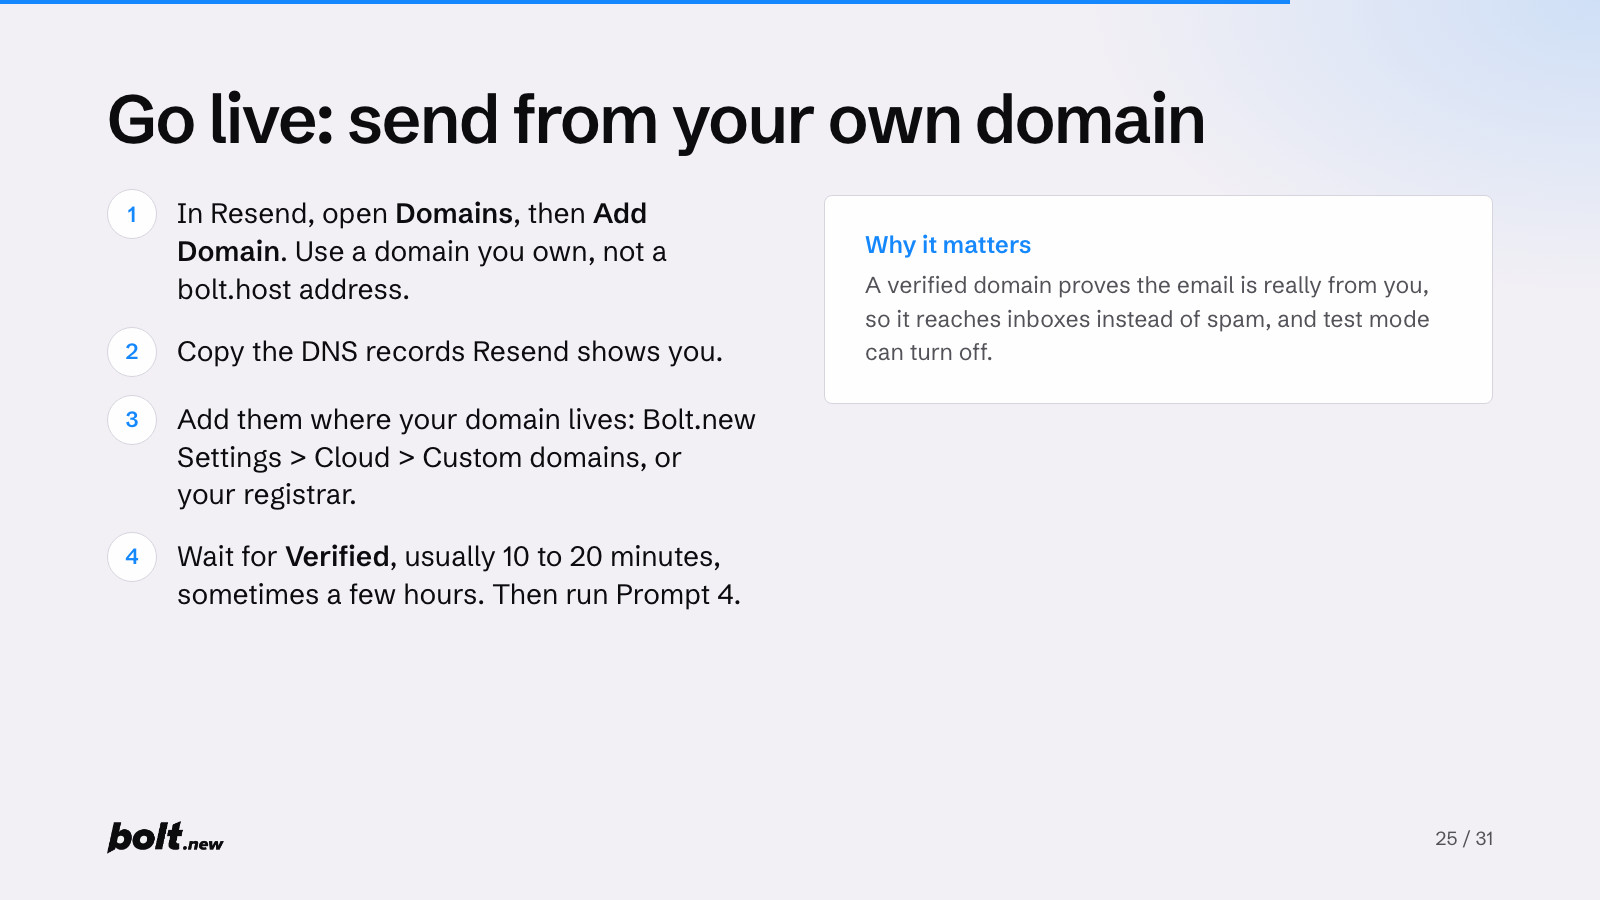 Go live: send from your own domain
1
In Resend, open Domains, then Add
Domain. Use a domain you own, not a
bolt.host address.
2
Copy the DNS records Resend shows you.
3
Add them where your domain lives: Bolt.new
Settings > Cloud > Custom domains, or
your registrar.
4
Wait for Verified, usually 10 to 20 minutes,
sometimes a few hours. Then run Prompt 4.
Why it matters
A verified domain proves the email is really from you,
so it reaches inboxes instead of spam, and test mode
can turn off.
bolt.new
25 / 31